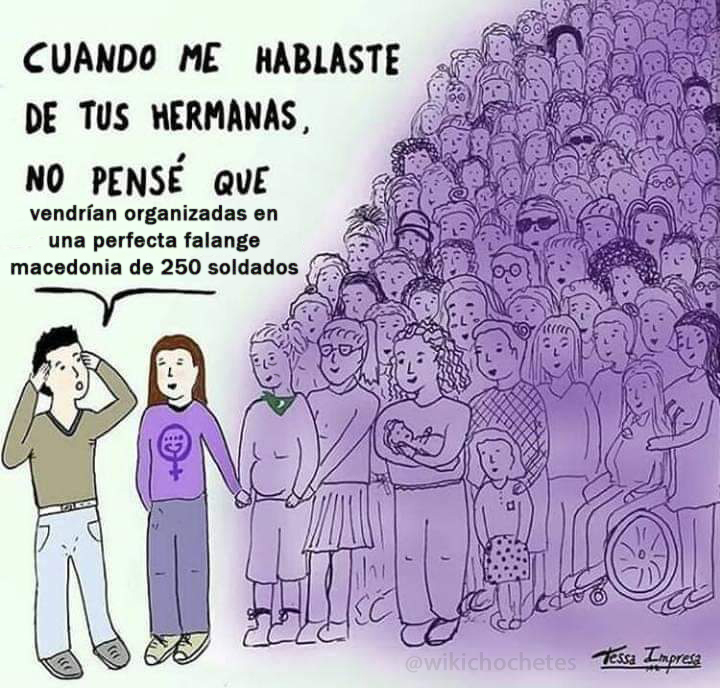 CUANDO ME HABLASTE
DE TUS HERMANAS,
NO PENSÉ QUE
vendrían organizadas en
una perfecta falange
macedonia de 250 soldados
@wikichochetes
Tessa Impresa